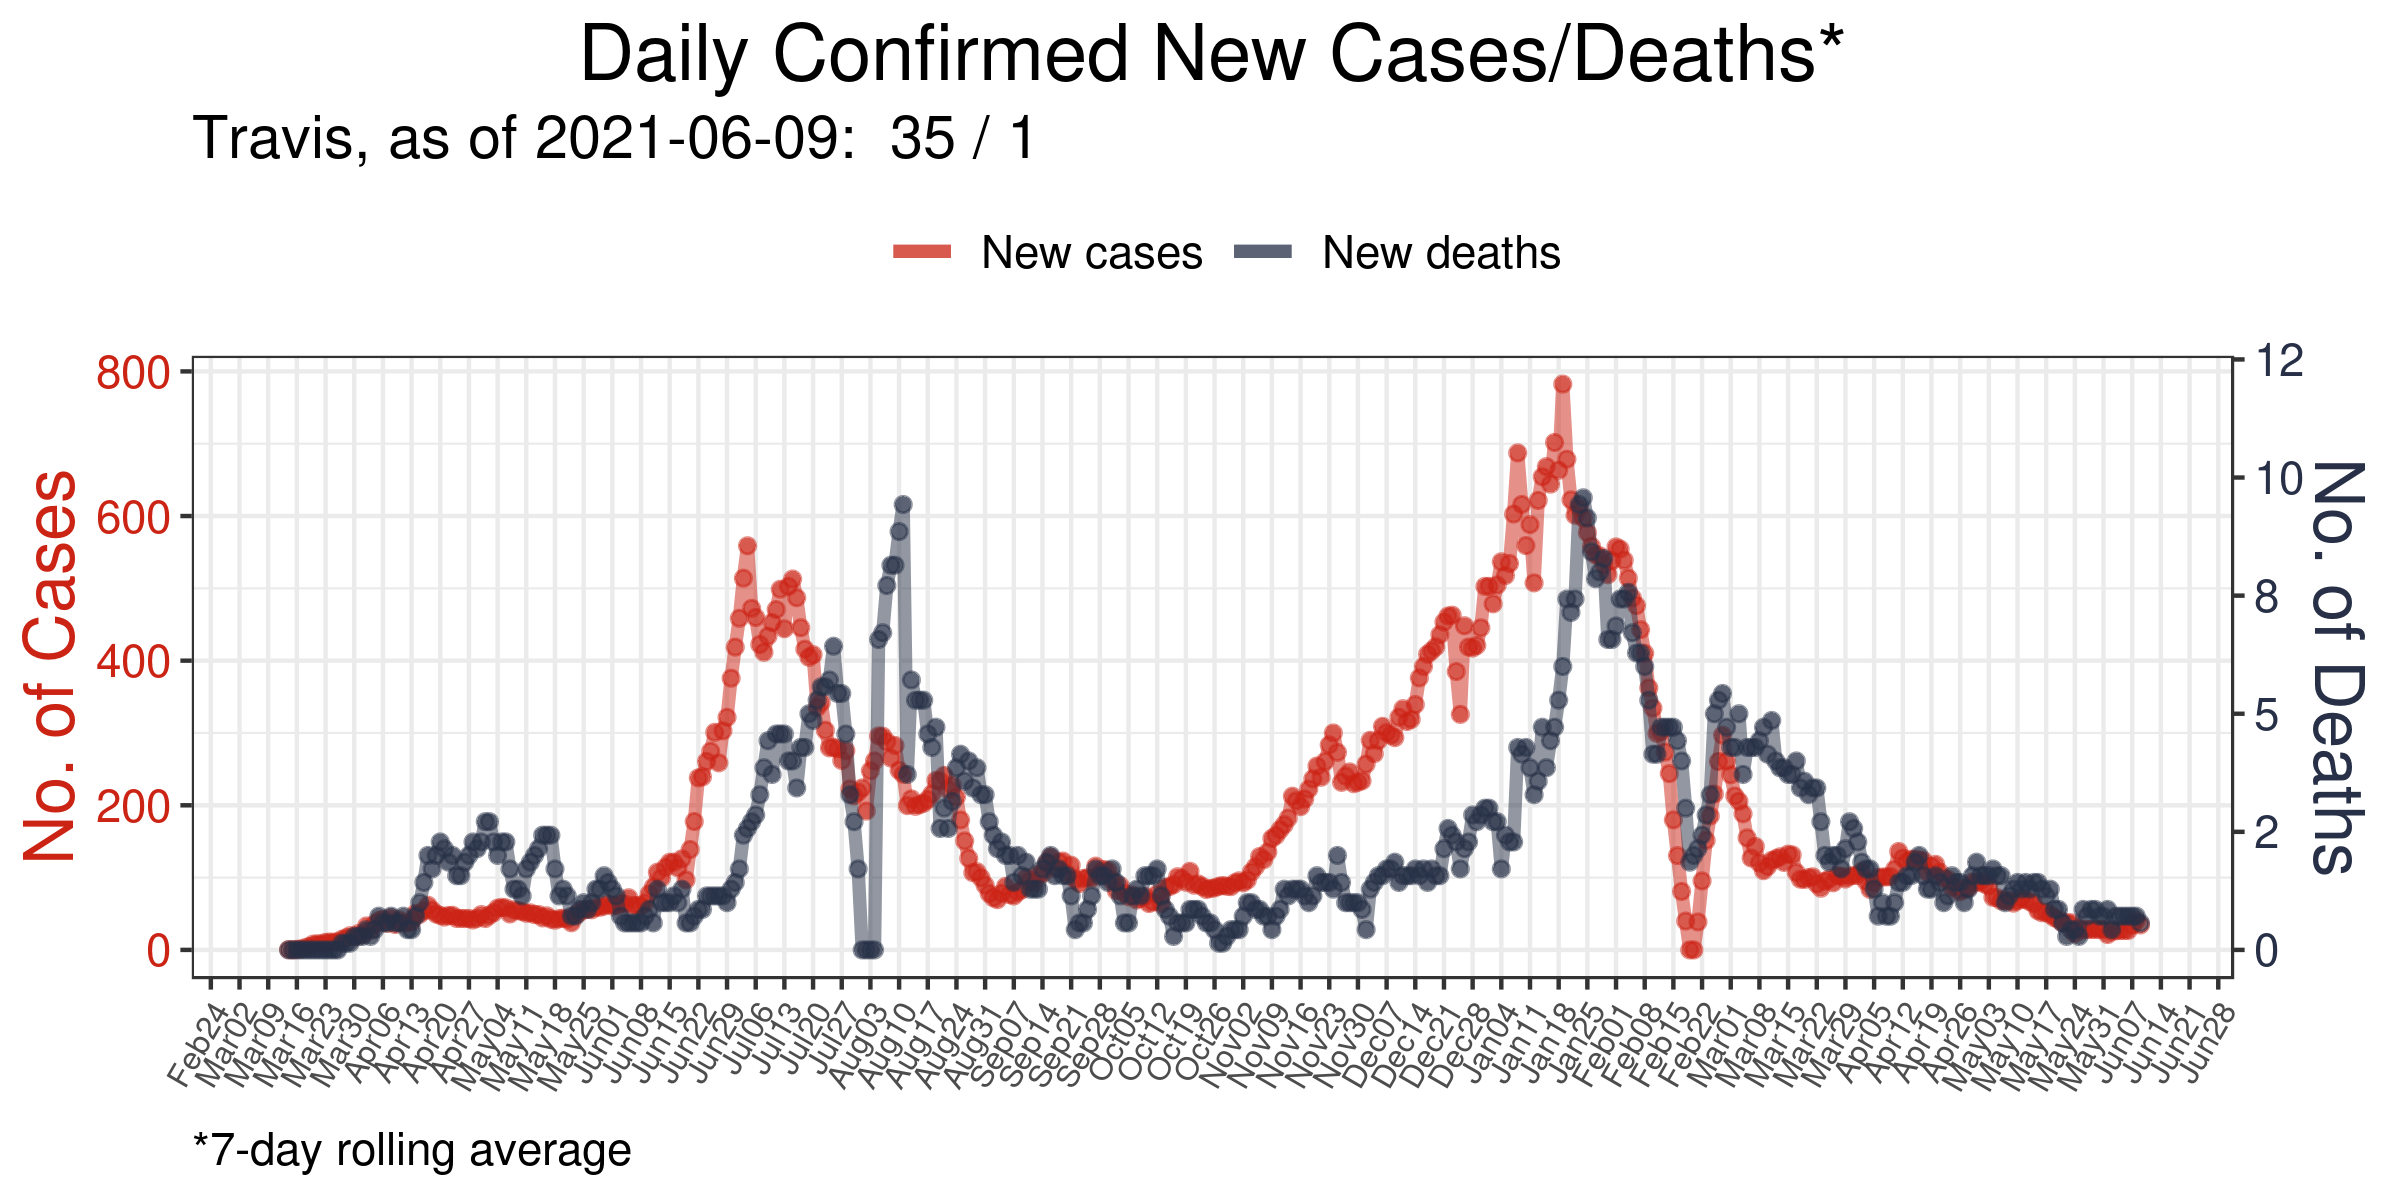 Daily Confirmed New Cases/Deaths*
Travis, as of 2021-06-09: 35 / 1
New cases
New deaths
No. of Cases
800
600
400
200
0
12
10
8
5
2
0
No. of Deaths
Feb24
Mar02
Mar09
Mar16
Mar23
Mar30
Apr06
Apr13
Apr20
Apr27
May04
May11
May18
May25
Jun01
Jun08
Jun15
Jun22
Jun29
Jul06
Jul13
Jul20
Jul27
Aug03
Aug10
Aug17
Aug24
Aug31
Sep07
Sep14
Sep21
Sep28
Oct05
Oct12
Oct19
Oct26
Nov02
Nov09
Nov16
Nov23
Nov30
Dec07
Dec14
Dec21
Dec28
Jan04
Jan11
Jan18
Jan25
Feb01
Feb08
Feb15
Feb22
Mar01
Mar08
Mar15
Mar22
Mar29
Apr05
Apr12
Apr19
Apr26
May03
May10
May17
May24
May31
Jun07
Jun14
Jun21
Jun28
*7-day rolling average